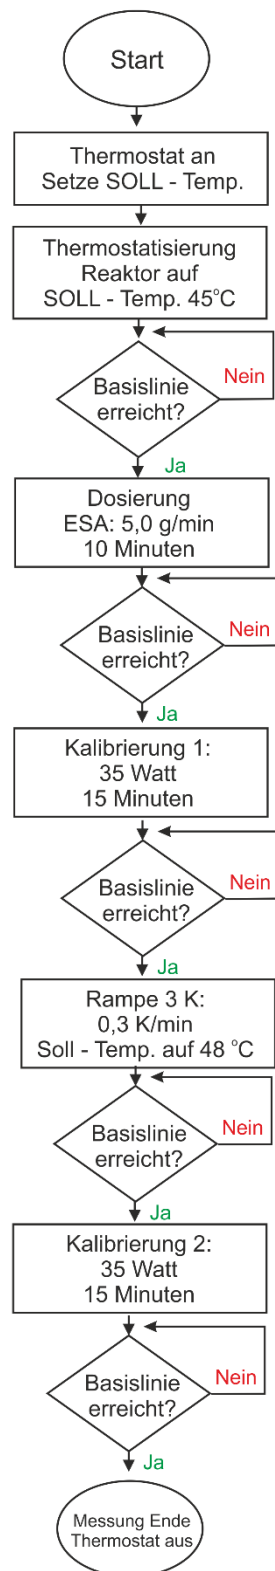 Start
Thermostat an
Setze SOLL - Temp.
Thermostatisierung
Reaktor auf
SOLL - Temp. 45°C
Basislinie
erreicht?
Nein
Ja
Dosierung
ESA: 5,0 g/min
10 Minuten
Basislinie
erreicht?
Nein
Ja
Kalibrierung 1:
35 Watt
15 Minuten
Basislinie
erreicht?
Nein
Ja
Rampe 3 K:
0,3 K/min
Soll - Temp. auf 48 °C
Basislinie
erreicht?
Nein
Ja
Kalibrierung 2:
35 Watt
15 Minuten
Basislinie
erreicht?
Nein
Ja
Messung Ende
Thermostat aus